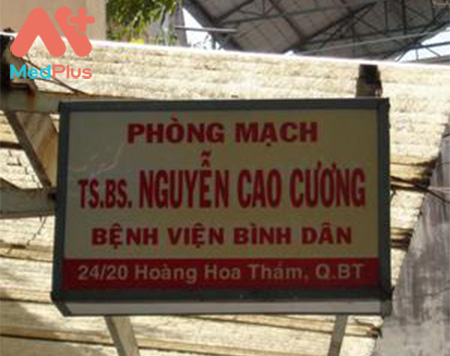 MedPlus
PHÒNG MẠCH
TS.BS. NGUYỄN CAO CƯƠNG
BỆNH VIỆN BÌNH DÂN
24/20 Hoàng Hoa Thám, Q.BT